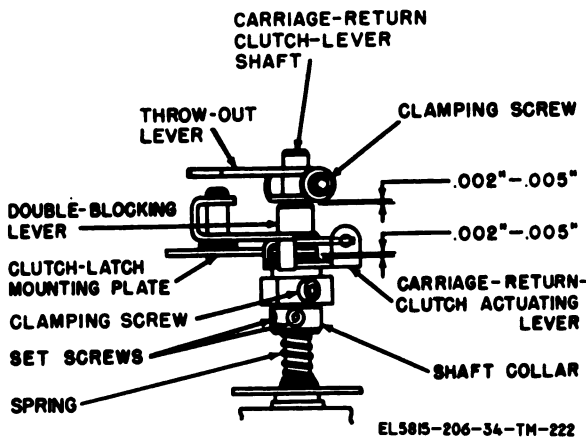 CARRIAGE-RETURN
CLUTCH-LEVER
SHAFT
THROW-OUT
LEVER
CLAMPING SCREW
.002"-.005"
DOUBLE-BLOCKING
LEVER
.002"-.005"
CLUTCH-LATCH
MOUNTING PLATE
CARRIAGE-RETURN-
CLUTCH ACTUATING
LEVER
CLAMPING SCREW
SET SCREWS
SHAFT COLLAR
SPRING
EL5815-206-34-TM-222